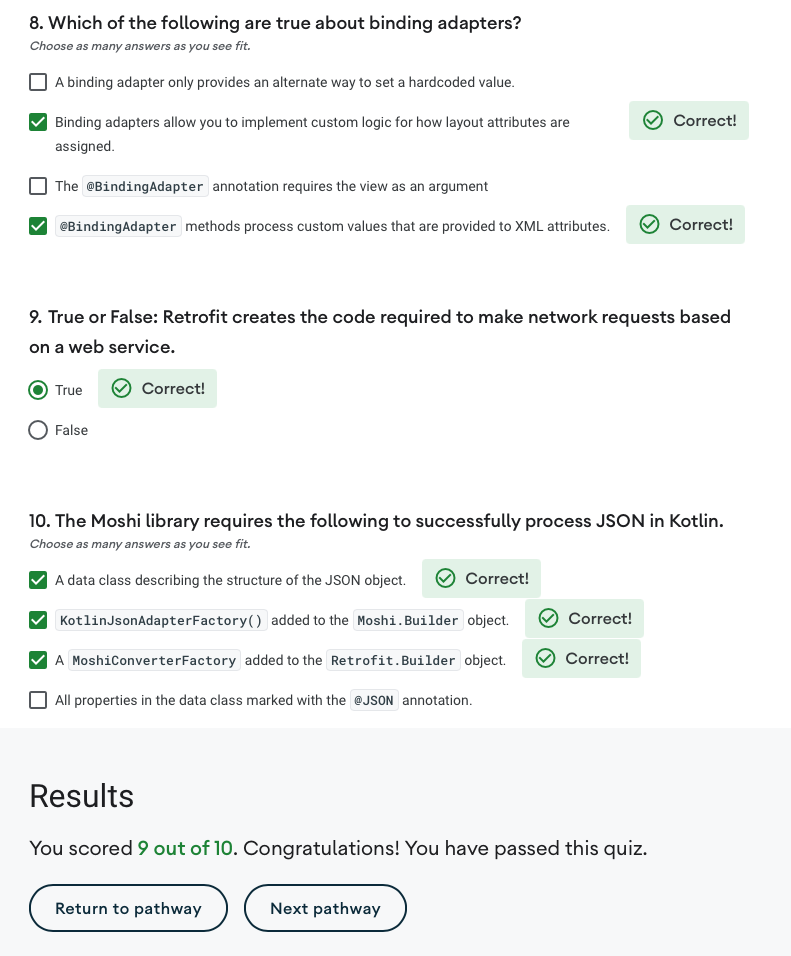 8. Which of the following are true about binding adapters?
Choose as many answers as you see fit.
A binding adapter only provides an alternate way to set a hardcoded value.
Binding adapters allow you to implement custom logic for how layout attributes are
assigned.
Correct!
The @BindingAdapter annotation requires the view as an argument
@BindingAdapter methods process custom values that are provided to XML attributes.
Correct!
9. True or False: Retrofit creates the code required to make network requests based
on a web service.
True
Correct!
False
10. The Moshi library requires the following to successfully process JSON in Kotlin.
Choose as many answers as you see fit.
A data class describing the structure of the JSON object.
Correct!
KotlinJsonAdapterFactory() added to the Moshi.Builder object.
Correct!
A MoshiConverterFactory added to the Retrofit.Builder object.
Correct!
All properties in the data class marked with the @JSON annotation.
Results
You scored 9 out of 10. Congratulations! You have passed this quiz.
Return to pathway
Next pathway